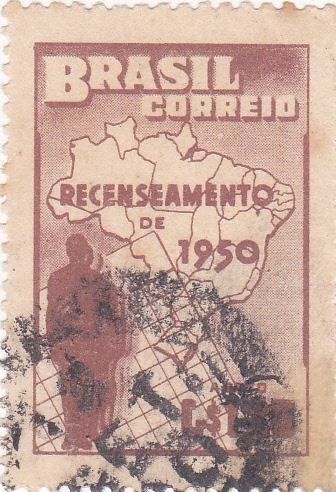 BRASIL
CORREIO
RECENSEAMENTO
DE
1950